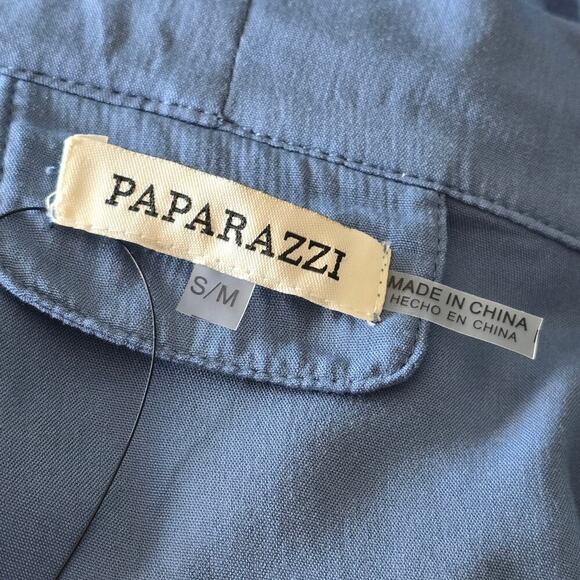 PAPARAZZI
S/M
MADE IN CHINA
HECHO EN CHINA